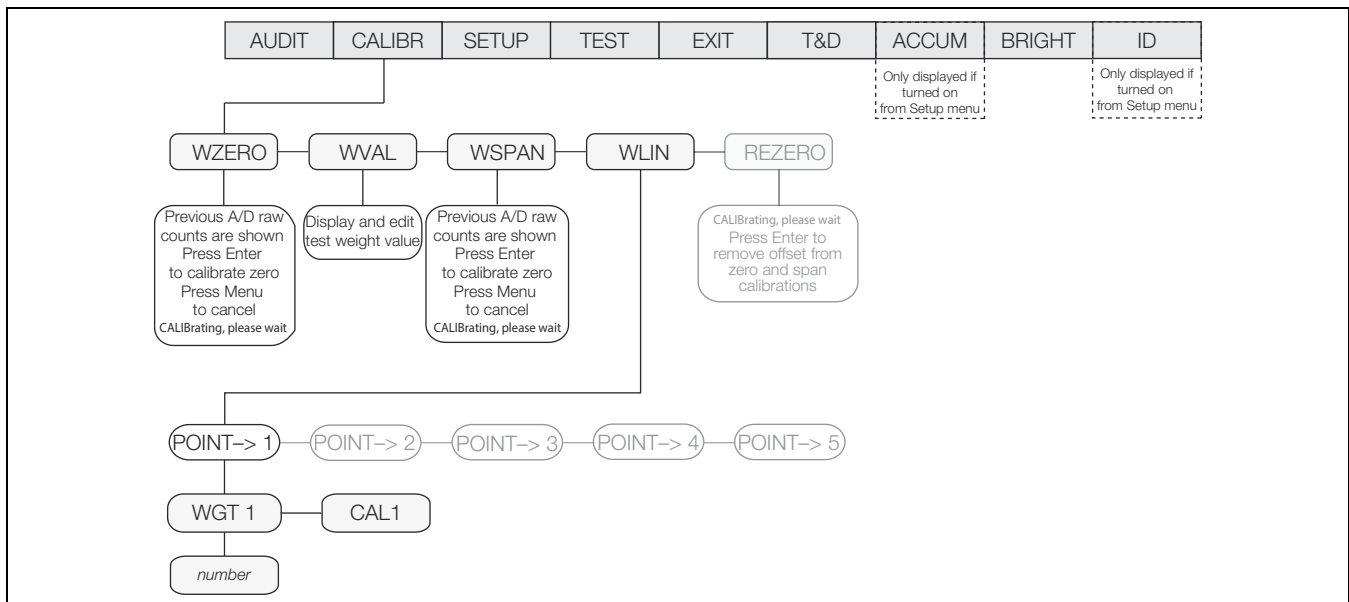 AUDIT CALIBR SETUP TEST EXIT T&D ACCUM BRIGHT ID
Only displayed if
turned on
from Setup menu
Only displayed if
turned on
from Setup menu
WZERO WVAL WSPAN WLIN REZERO
Previous A/D raw
counts are shown
Press Enter
to calibrate zero
Press Menu
to cancel
CALIBrating, please wait
Display and edit
test weight value
Previous A/D raw
counts are shown
Press Enter
to calibrate zero
Press Menu
to cancel
CALIBrating, please wait
CALIBrating, please wait
Press Enter to
remove offset from
zero and span
calibrations
POINT–> 1 POINT–> 2 POINT–> 3 POINT–> 4 POINT–> 5
WGT 1 CAL1
number